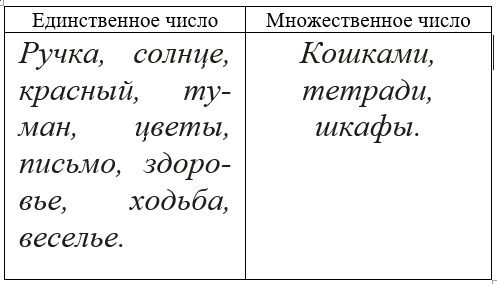 Единственное число
Множественное число
Ручка, солнце,
красный, ту-
ман, цветы,
письмо, здоро-
вье, ходьба,
веселье.
Кошками,
тетради,
шкафы.